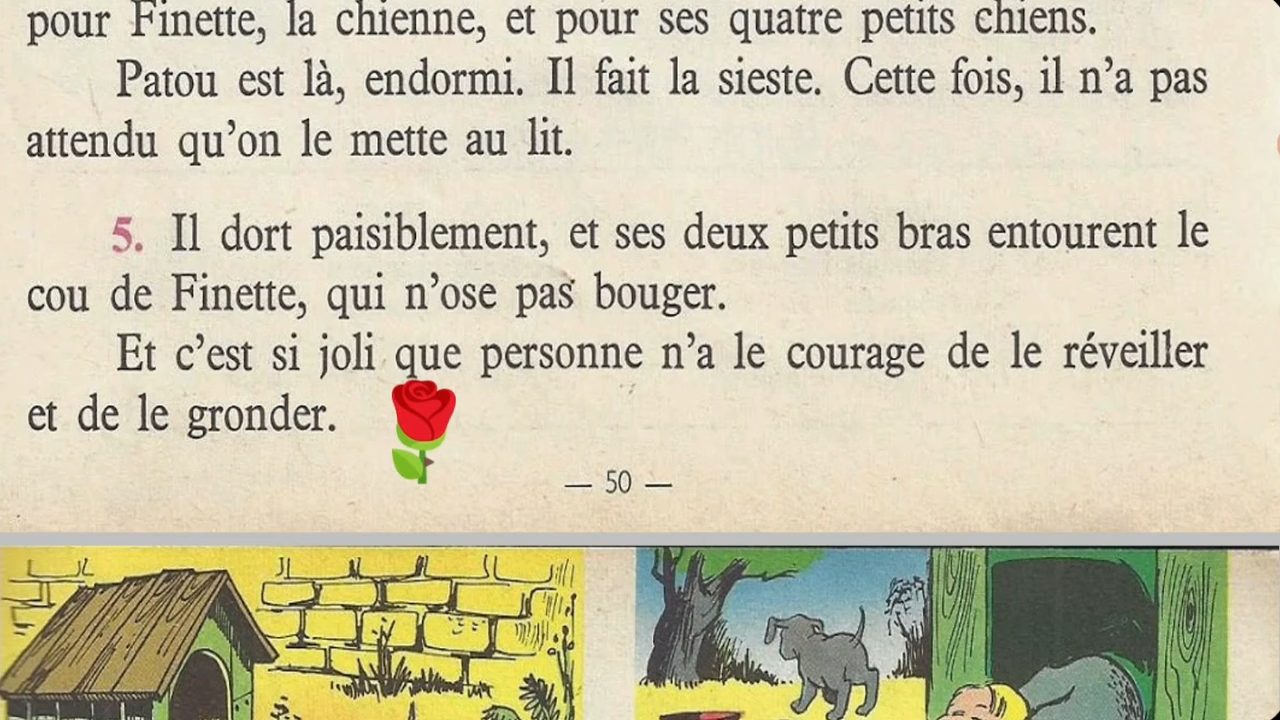 pour Finette, la chienne, et pour ses quatre petits chiens.
Patou est là, endormi. Il fait la sieste. Cette fois, il n'a pas
attendu qu'on le mette au lit.
5. Il dort paisiblement, et ses deux petits bras entourent le
cou de Finette, qui n'ose pas bouger.
Et c'est si joli que personne n'a le courage de le réveiller
et de le gronder.
— 50 —